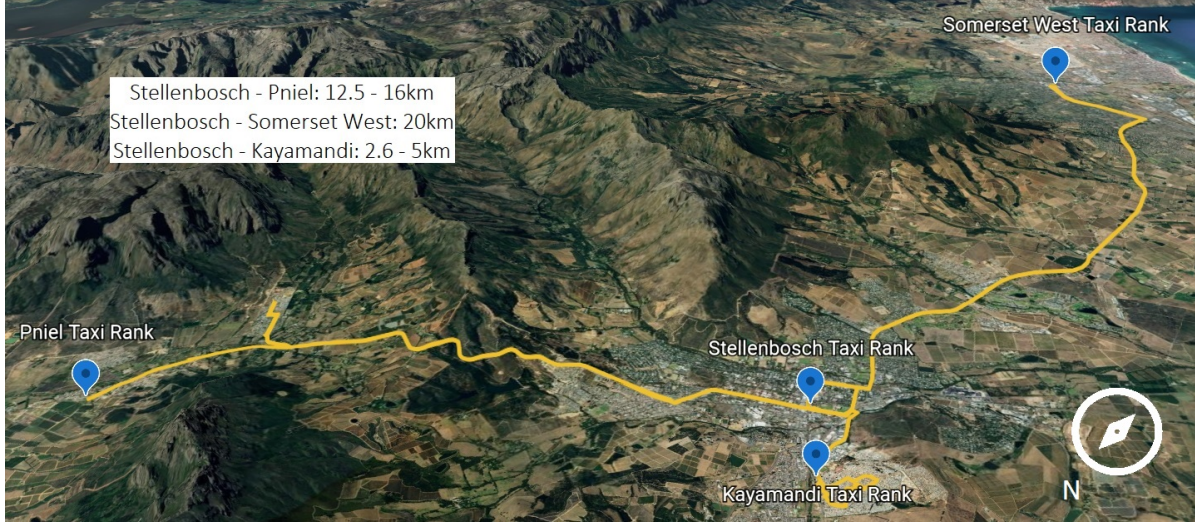 Somerset West Taxi Rank
Stellenbosch - Pniel: 12.5 - 16km
Stellenbosch - Somerset West: 20km
Stellenbosch - Kayamandi: 2.6 - 5km
Pniel Taxi Rank
Stellenbosch Taxi Rank
Kayamandi Taxi Rank
N